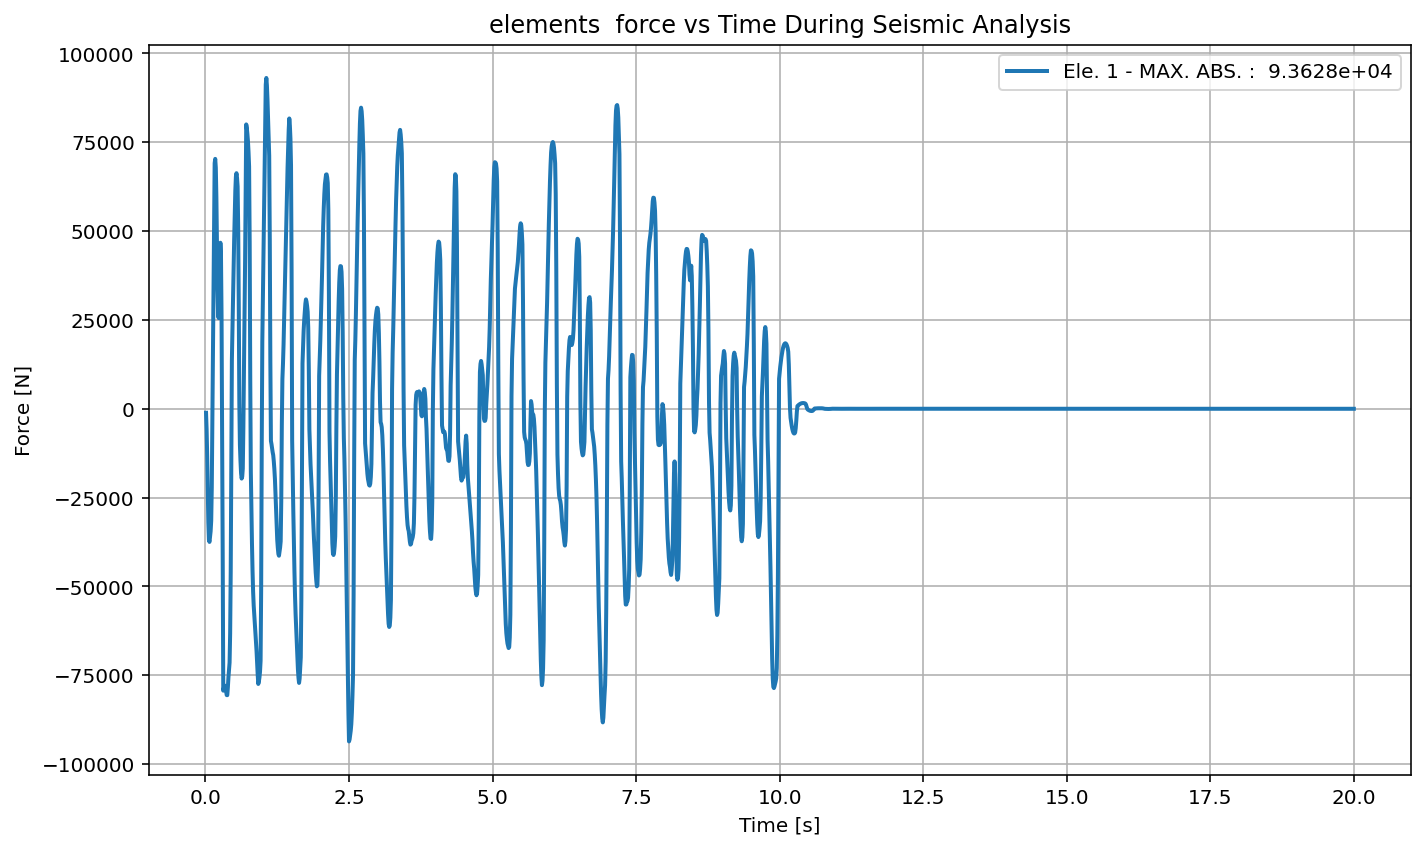 elements  force vs Time During Seismic Analysis
Ele. 1 - MAX. ABS. :  9.3628e+04
100000
75000
50000
25000
0
−25000
−50000
−75000
−100000
Force [N]
0.0 2.5 5.0 7.5 10.0 12.5 15.0 17.5 20.0
Time [s]